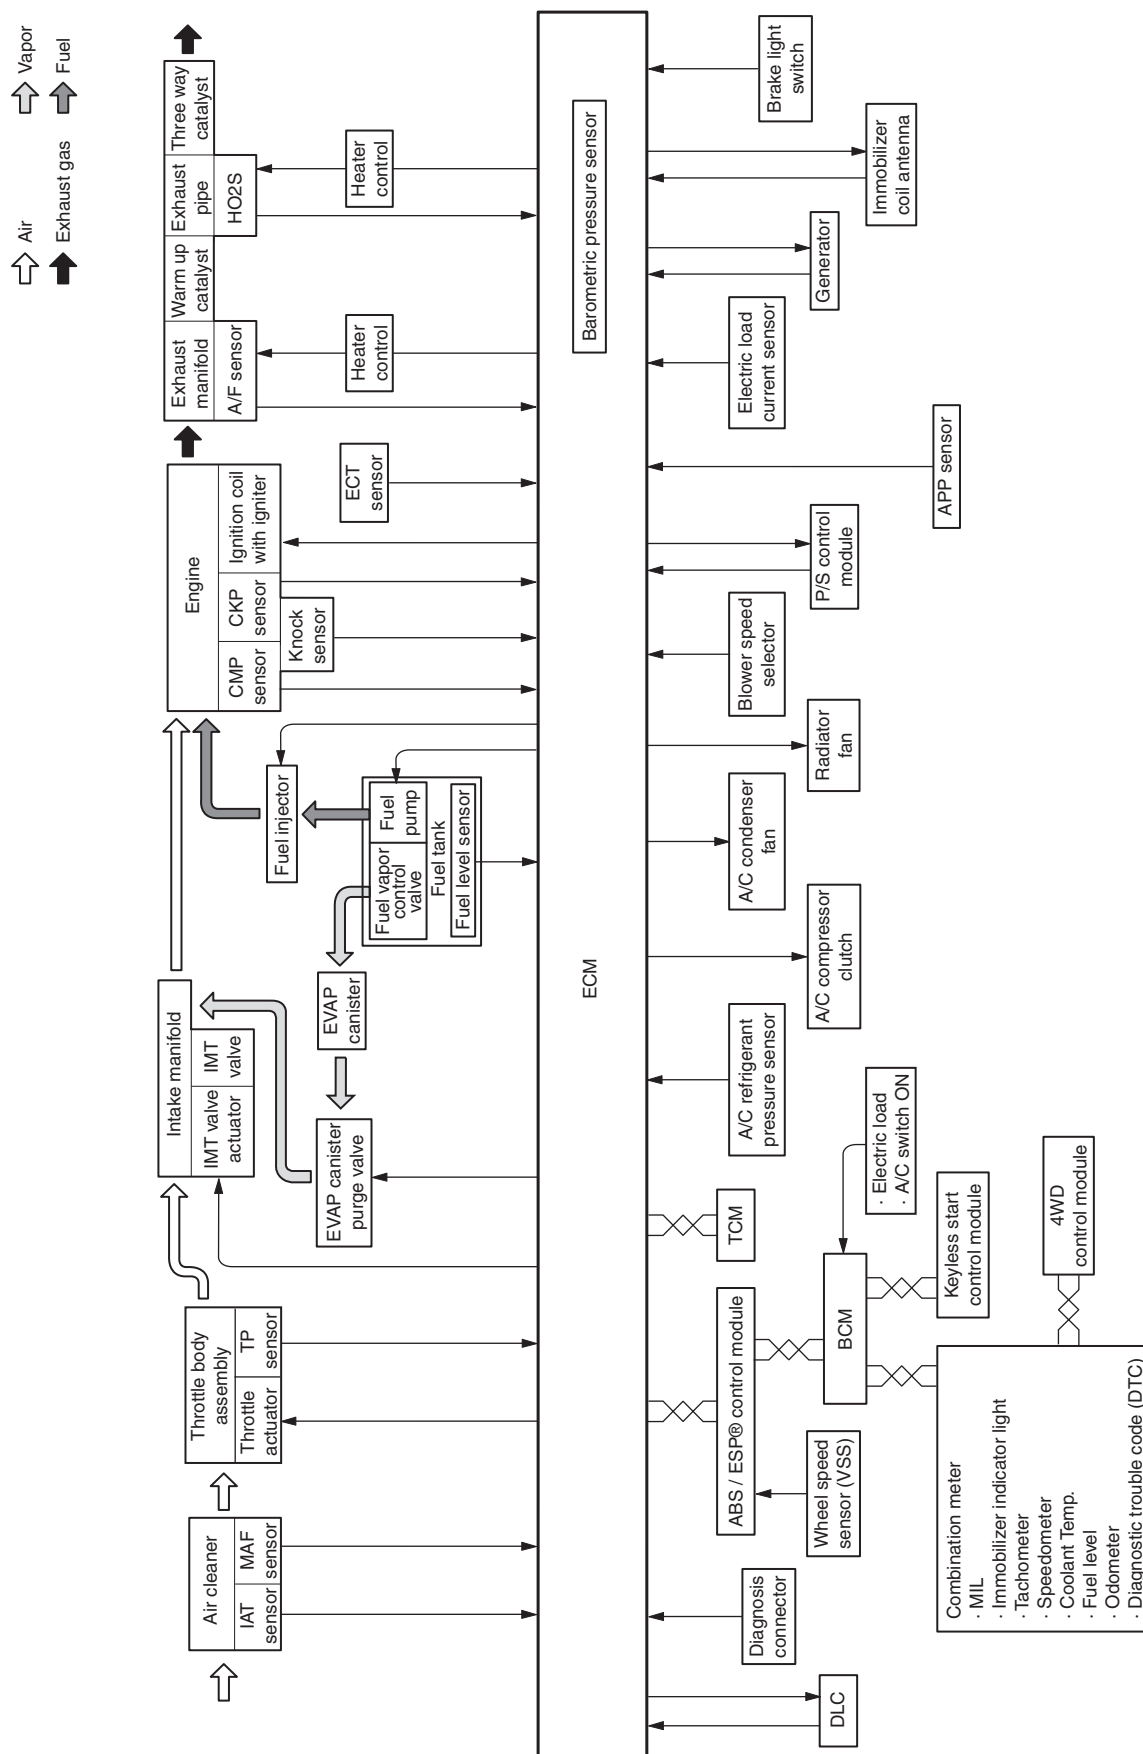 Air
Vapor
Exhaust gas
Fuel
Air cleaner
IAT
sensor
MAF
sensor
Throttle body
assembly
Throttle
actuator
TP
sensor
Intake manifold
IMT valve
actuator
IMT
valve
EVAP canister
purge valve
EVAP
canister
Fuel vapor
control
valve
Fuel
pump
Fuel tank
Fuel level sensor
Fuel injector
Engine
CMP
sensor
CKP
sensor
Ignition coil
with igniter
Knock
sensor
ECT
sensor
Exhaust
manifold
Warm up
catalyst
Exhaust
pipe
Three way
catalyst
A/F sensor
HO2S
Heater
control
Heater
control
ECM
Barometric pressure sensor
DLC
Diagnosis
connector
ABS / ESP® control module
Wheel speed
sensor (VSS)
TCM
BCM
· Electric load
· A/C switch ON
Keyless start
control module
4WD
control module
Combination meter
· MIL
· Immobilizer indicator light
· Tachometer
· Speedometer
· Coolant Temp.
· Fuel level
· Odometer
· Diagnostic trouble code (DTC)
A/C refrigerant
pressure sensor
A/C compressor
clutch
A/C condenser
fan
Radiator
fan
Blower speed
selector
P/S control
module
APP sensor
Electric load
current sensor
Generator
Immobilizer
coil antenna
Brake light
switch